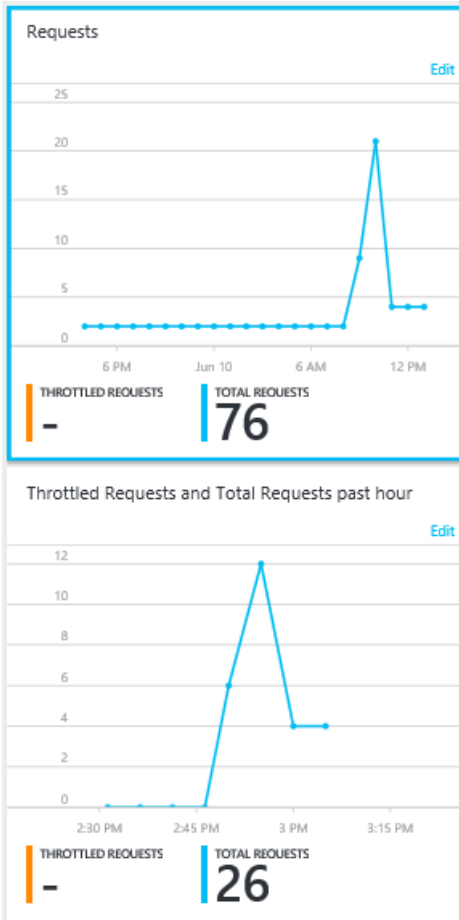 Requests
Edit
25
20
15
10
5
0
6 PM Jun 10 6 AM 12 PM
THROTTLED REQUESTS TOTAL REQUESTS
- 76
Throttled Requests and Total Requests past hour
Edit
12
10
8
6
4
2
0
2:30 PM 2:45 PM 3 PM 3:15 PM
THROTTLED REQUESTS TOTAL REQUESTS
- 26